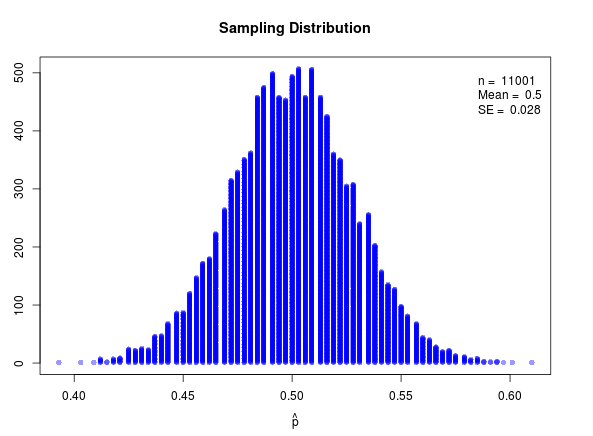 Sampling Distribution
n = 11001
Mean = 0.5
SE = 0.028
500
400
300
200
100
0
0.40 0.45 0.50 0.55 0.60
p̂